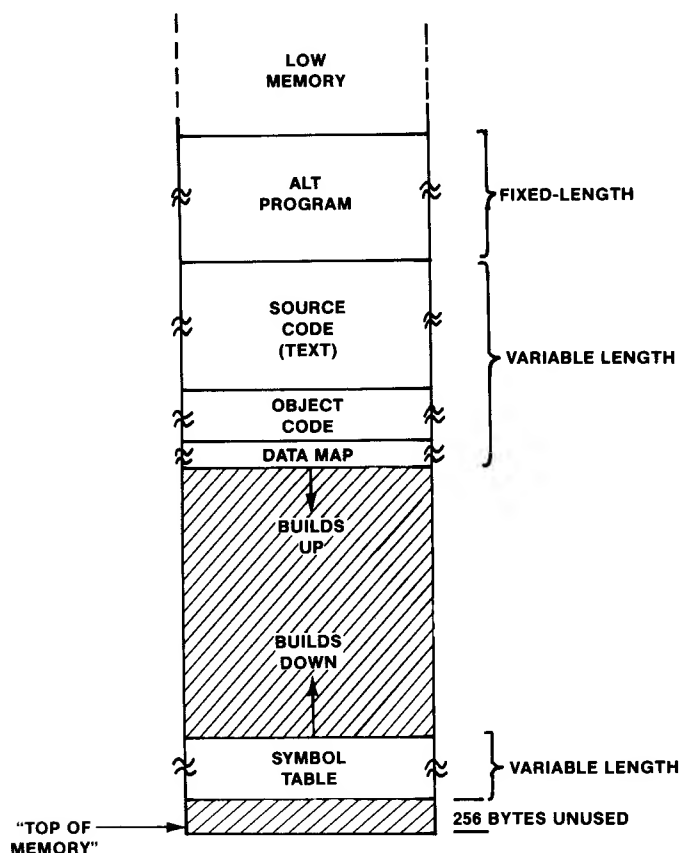 LOW
MEMORY
ALT
PROGRAM
FIXED-LENGTH
SOURCE
CODE
(TEXT)
VARIABLE LENGTH
OBJECT
CODE
DATA MAP
BUILDS
UP
BUILDS
DOWN
SYMBOL
TABLE
VARIABLE LENGTH
256 BYTES UNUSED
"TOP OF
MEMORY"